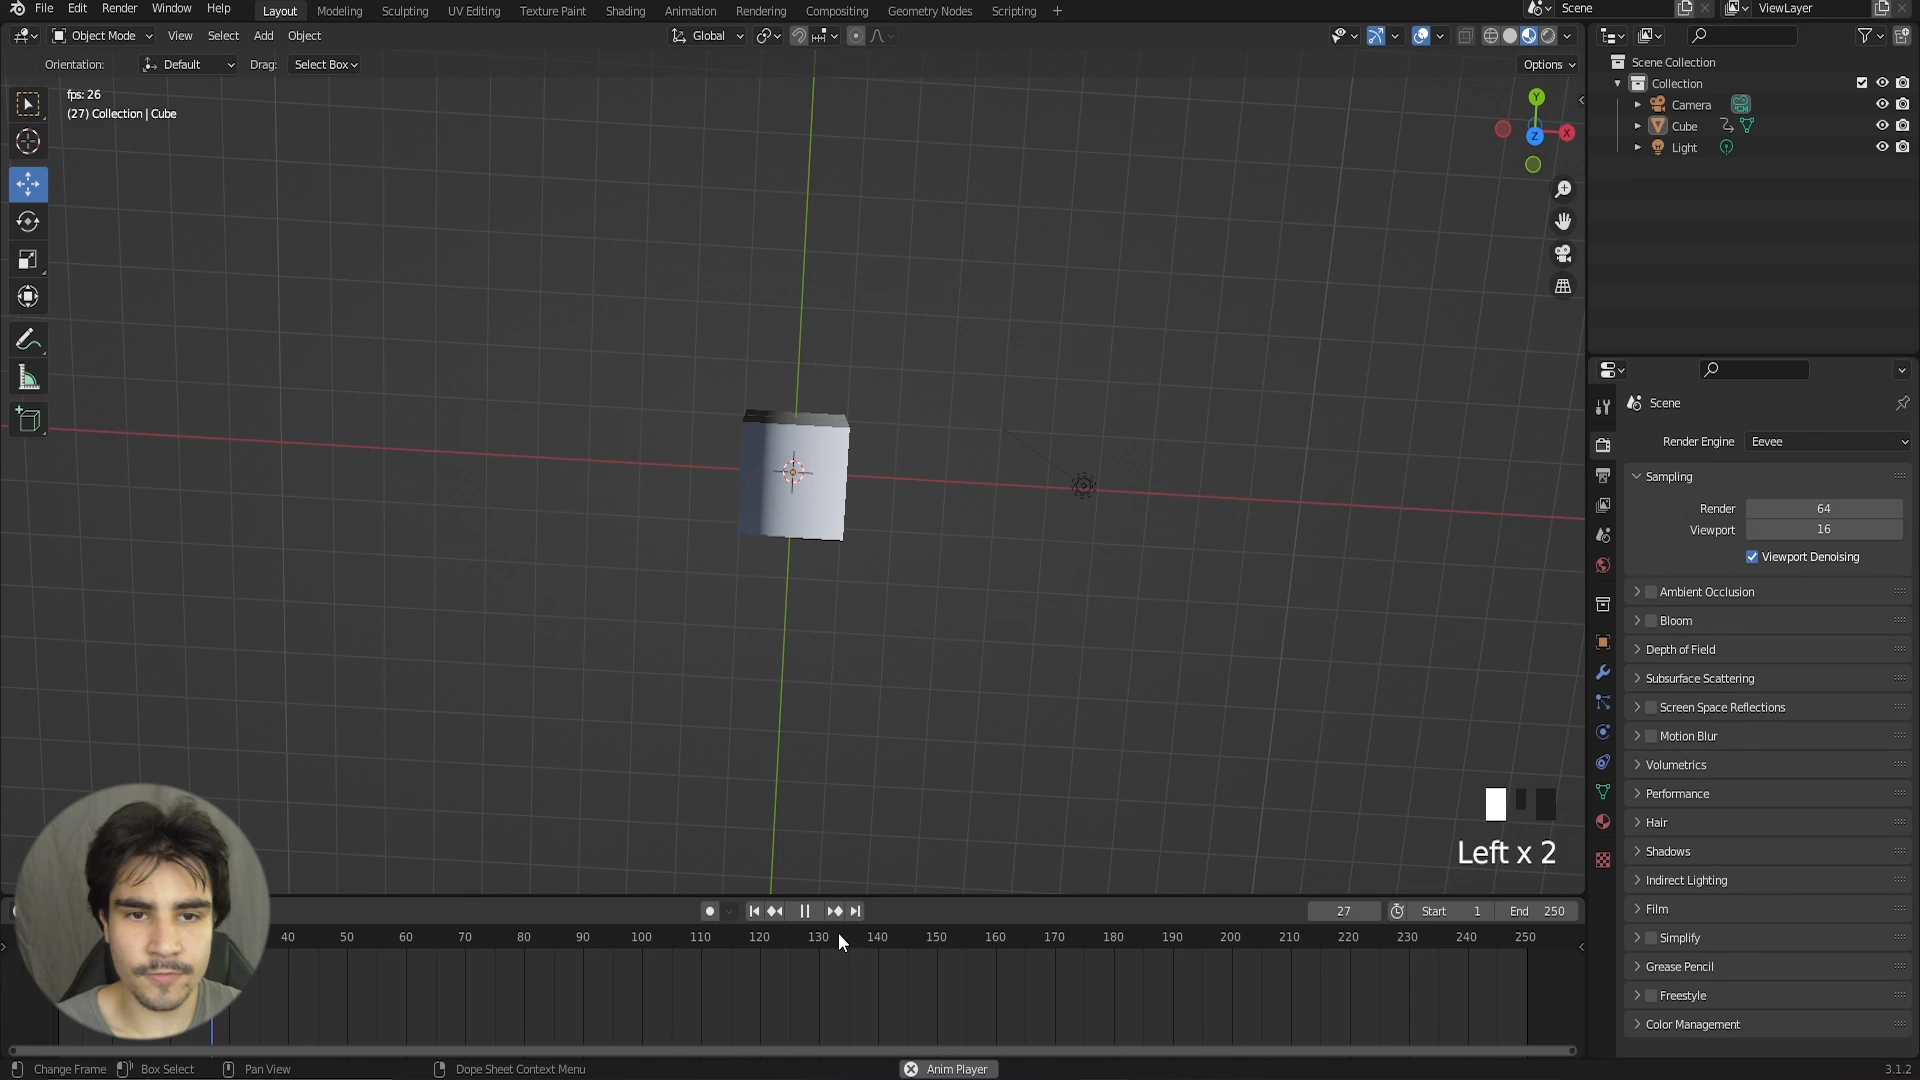 File Edit Render Window Help Layout Modeling Sculpting UV Editing Texture Paint Shading Animation Rendering Compositing Geometry Nodes Scripting + Scene ViewLayer
Object Mode View Select Add Object Global
Orientation: Default Drag: Select Box Options
fps: 26
(27) Collection | Cube
Y
X
Z
Scene Collection
Collection
Camera
Cube
Light
Scene
Render Engine Eevee
Sampling
Render 64
Viewport 16
Viewport Denoising
Ambient Occlusion
Bloom
Depth of Field
Subsurface Scattering
Screen Space Reflections
Motion Blur
Volumetrics
Performance
Hair
Shadows
Indirect Lighting
Film
Simplify
Grease Pencil
Freestyle
Color Management
Left x 2
27 Start 1 End 250
40 50 60 70 80 90 100 110 120 130 140 150 160 170 180 190 200 210 220 230 240 250
Change Frame Box Select Pan View Dope Sheet Context Menu Anim Player 3.1.2